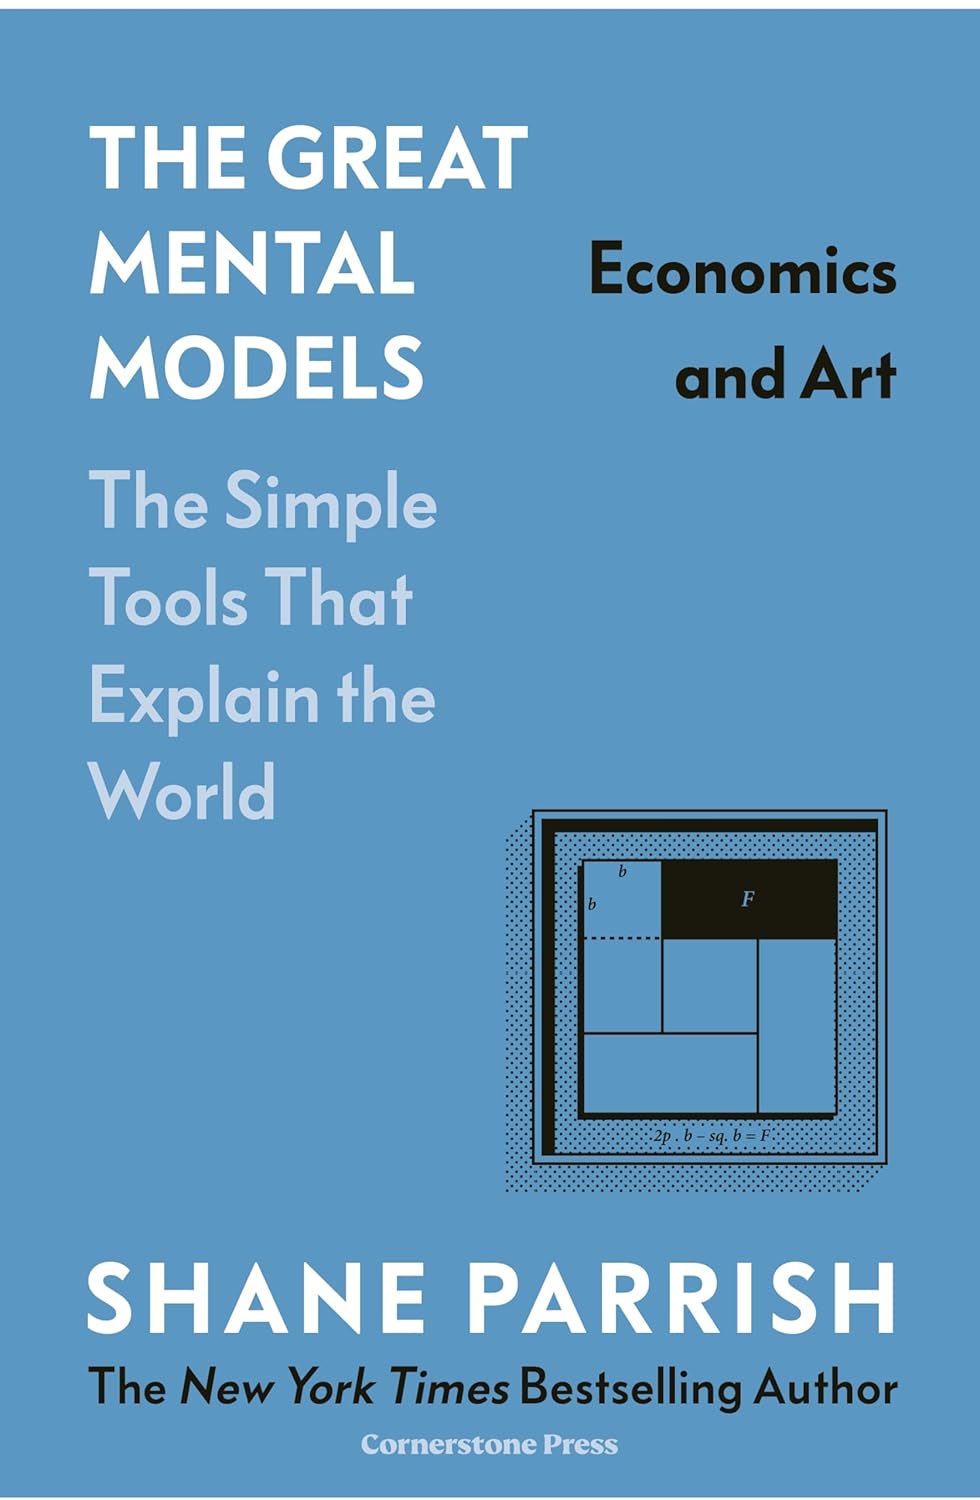 THE GREAT
MENTAL
MODELS
Economics
and Art
The Simple
Tools That
Explain the
World
b
b
F
2p . b – sq. b = F
SHANE PARRISH
The New York Times Bestselling Author
Cornerstone Press